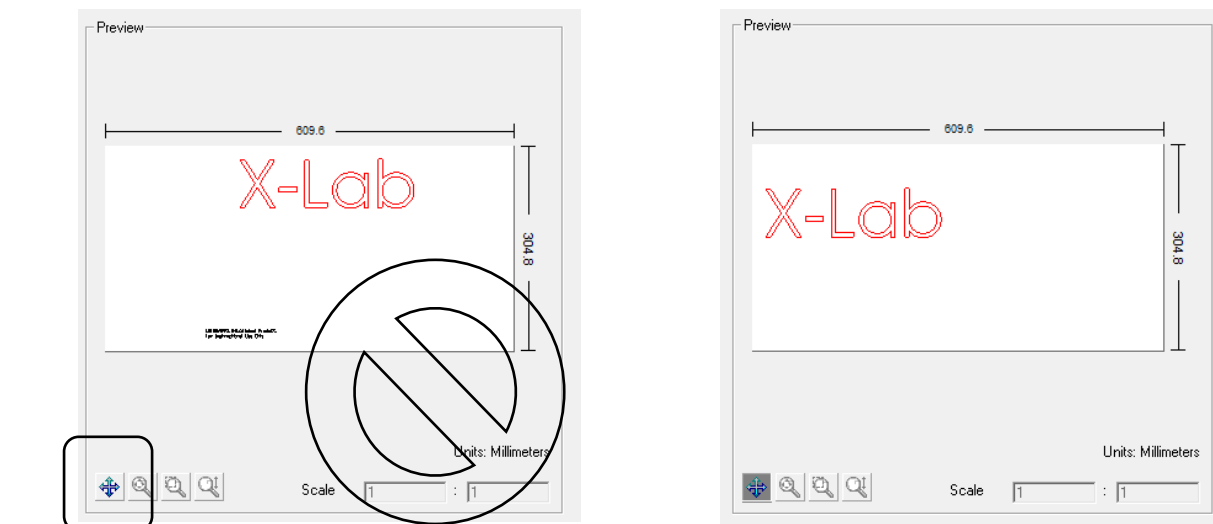 Preview
609.6
X-Lab
304.8
Units: Millimeters
Scale 1 : 1
Preview
609.6
X-Lab
304.8
Units: Millimeters
Scale 1 : 1